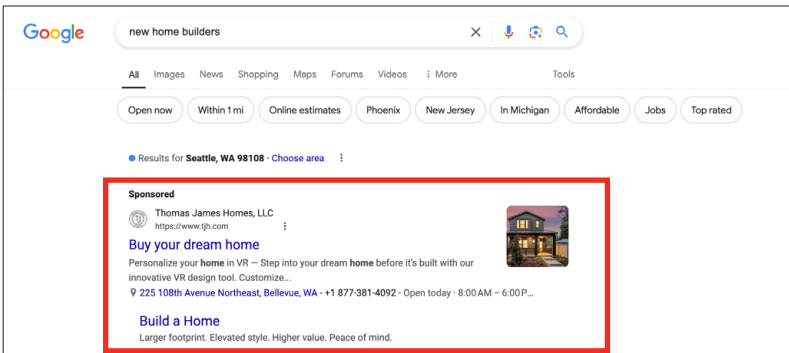 Google
new home builders
All Images News Shopping Maps Forums Videos ⋮ More Tools
Open now Within 1 mi Online estimates Phoenix New Jersey In Michigan Affordable Jobs Top rated
Results for Seattle, WA 98108 · Choose area ⋮
Sponsored
Thomas James Homes, LLC
https://www.tjh.com ⋮
Buy your dream home
Personalize your home in VR — Step into your dream home before it's built with our
innovative VR design tool. Customize...
225 108th Avenue Northeast, Bellevue, WA - +1 877-381-4092 - Open today · 8:00 AM – 6:00 P...
Build a Home
Larger footprint. Elevated style. Higher value. Peace of mind.